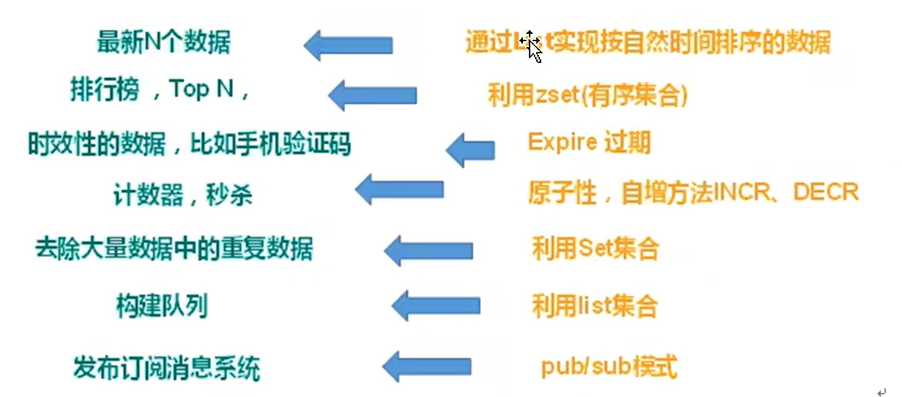 最新N个数据 通过List实现按自然时间排序的数据
排行榜，Top N， 利用zset(有序集合)
时效性的数据，比如手机验证码 Expire 过期
计数器，秒杀 原子性，自增方法INCR、DECR
去除大量数据中的重复数据 利用Set集合
构建队列 利用list集合
发布订阅消息系统 pub/sub模式